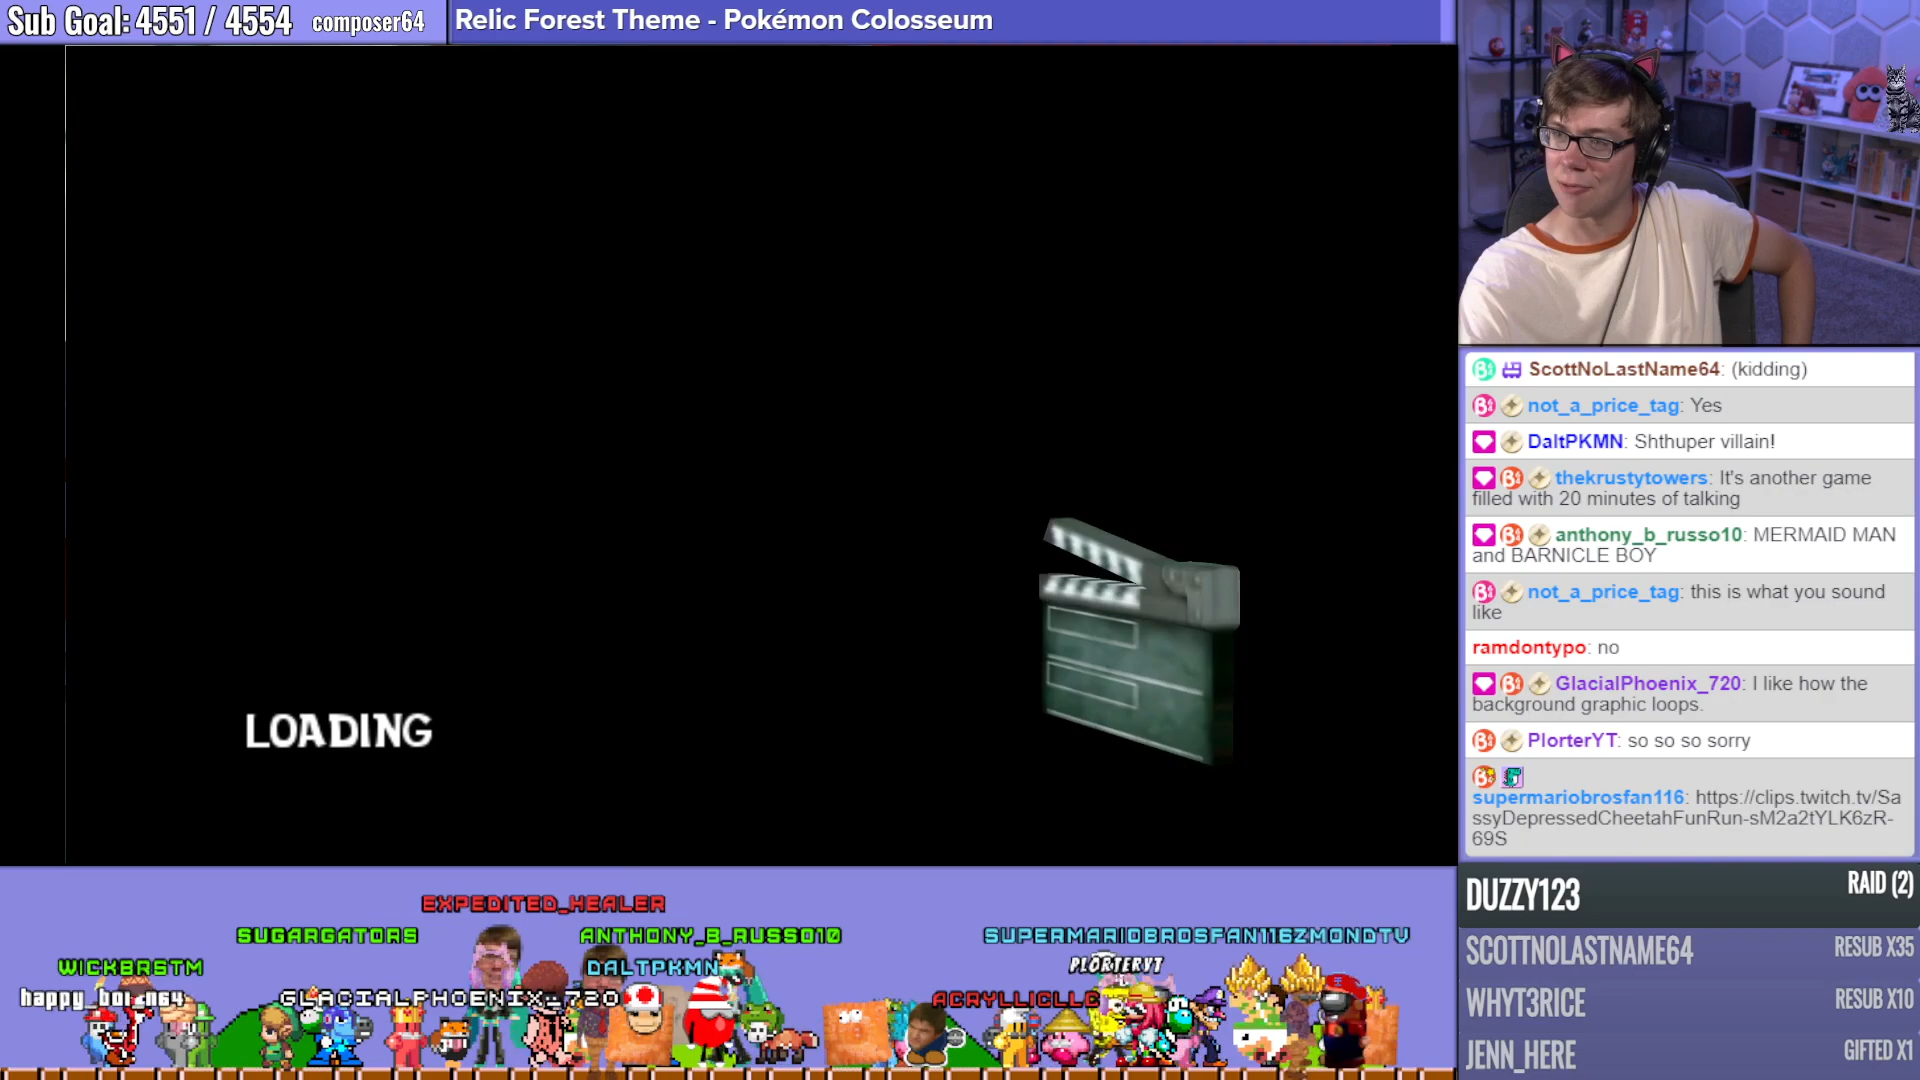 Sub Goal: 4551 / 4554 composer64
Relic Forest Theme - Pokémon Colosseum
ScottNoLastName64: (kidding)
not_a_price_tag: Yes
DaltPKMN: Shthuper villain!
thekrustytowers: It's another game
filled with 20 minutes of talking
anthony_b_russo10: MERMAID MAN
and BARNICLE BOY
not_a_price_tag: this is what you sound
like
ramdontypo: no
GlacialPhoenix_720: I like how the
background graphic loops.
PlorterYT: so so so sorry
supermariobrosfan116: https://clips.twitch.tv/Sa
ssyDepressedCheetahFunRun-sM2a2tYLK6zR-
69S
LOADING
DUZZY123 RAID (2)
SCOTTNOLASTNAME64 RESUB X35
WHYT3RICE RESUB X10
JENN_HERE GIFTED X1
EXPEDITED_HEALER
SUGARGATORS
ANTHONY_B_RUSSO10
SUPERMARIOBROSFAN116ZMONDTV
WICKBRSTM
DALTPKMN
PLORTERYT
GLACIALPHOENIX_720
ACRYLLICLLC